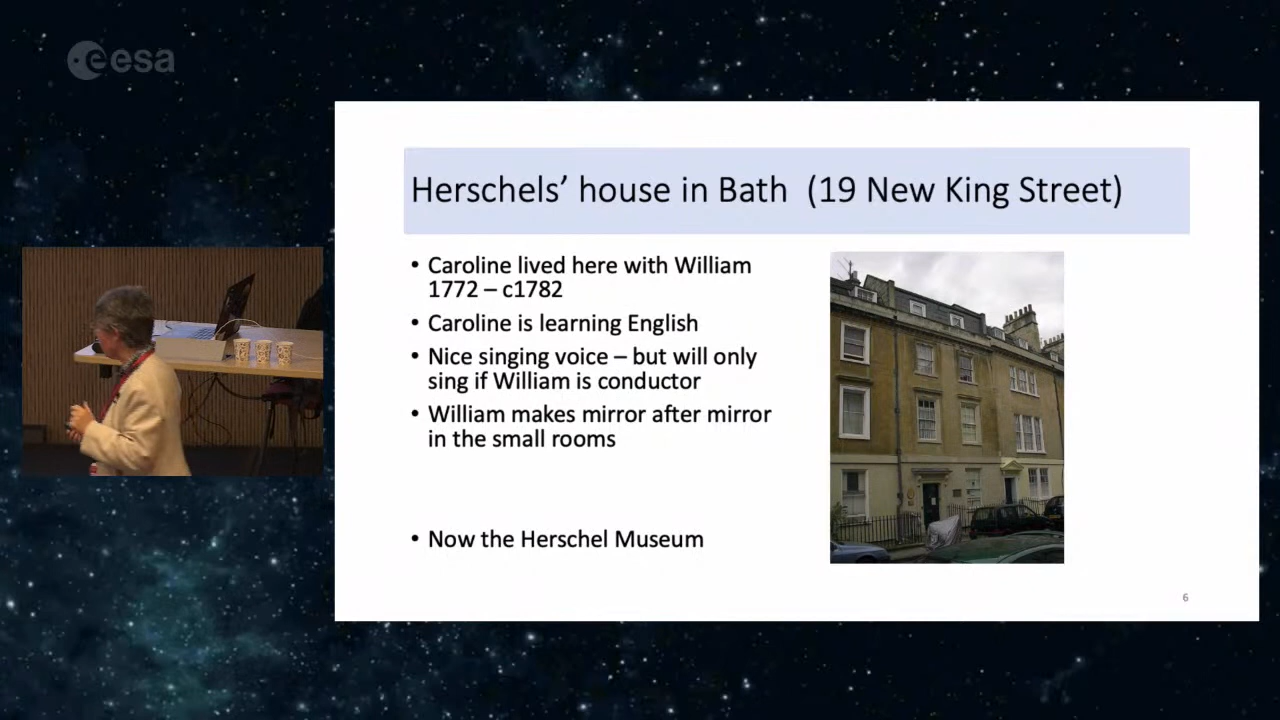 esa
Herschels’ house in Bath  (19 New King Street)
• Caroline lived here with William
1772 – c1782
• Caroline is learning English
• Nice singing voice – but will only
sing if William is conductor
• William makes mirror after mirror
in the small rooms
• Now the Herschel Museum
6